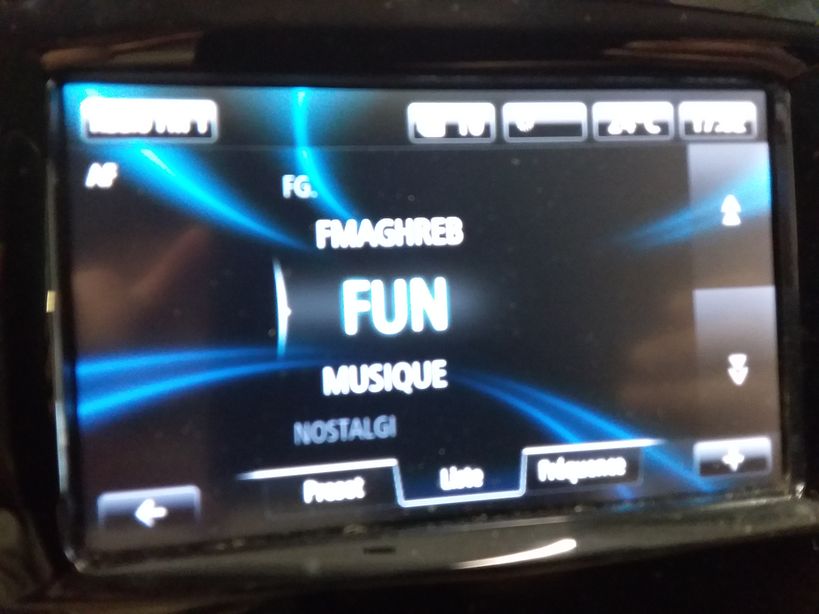 AF
FG.
FMAGHREB
FUN
MUSIQUE
NOSTALGI
Preset Liste Fréquence